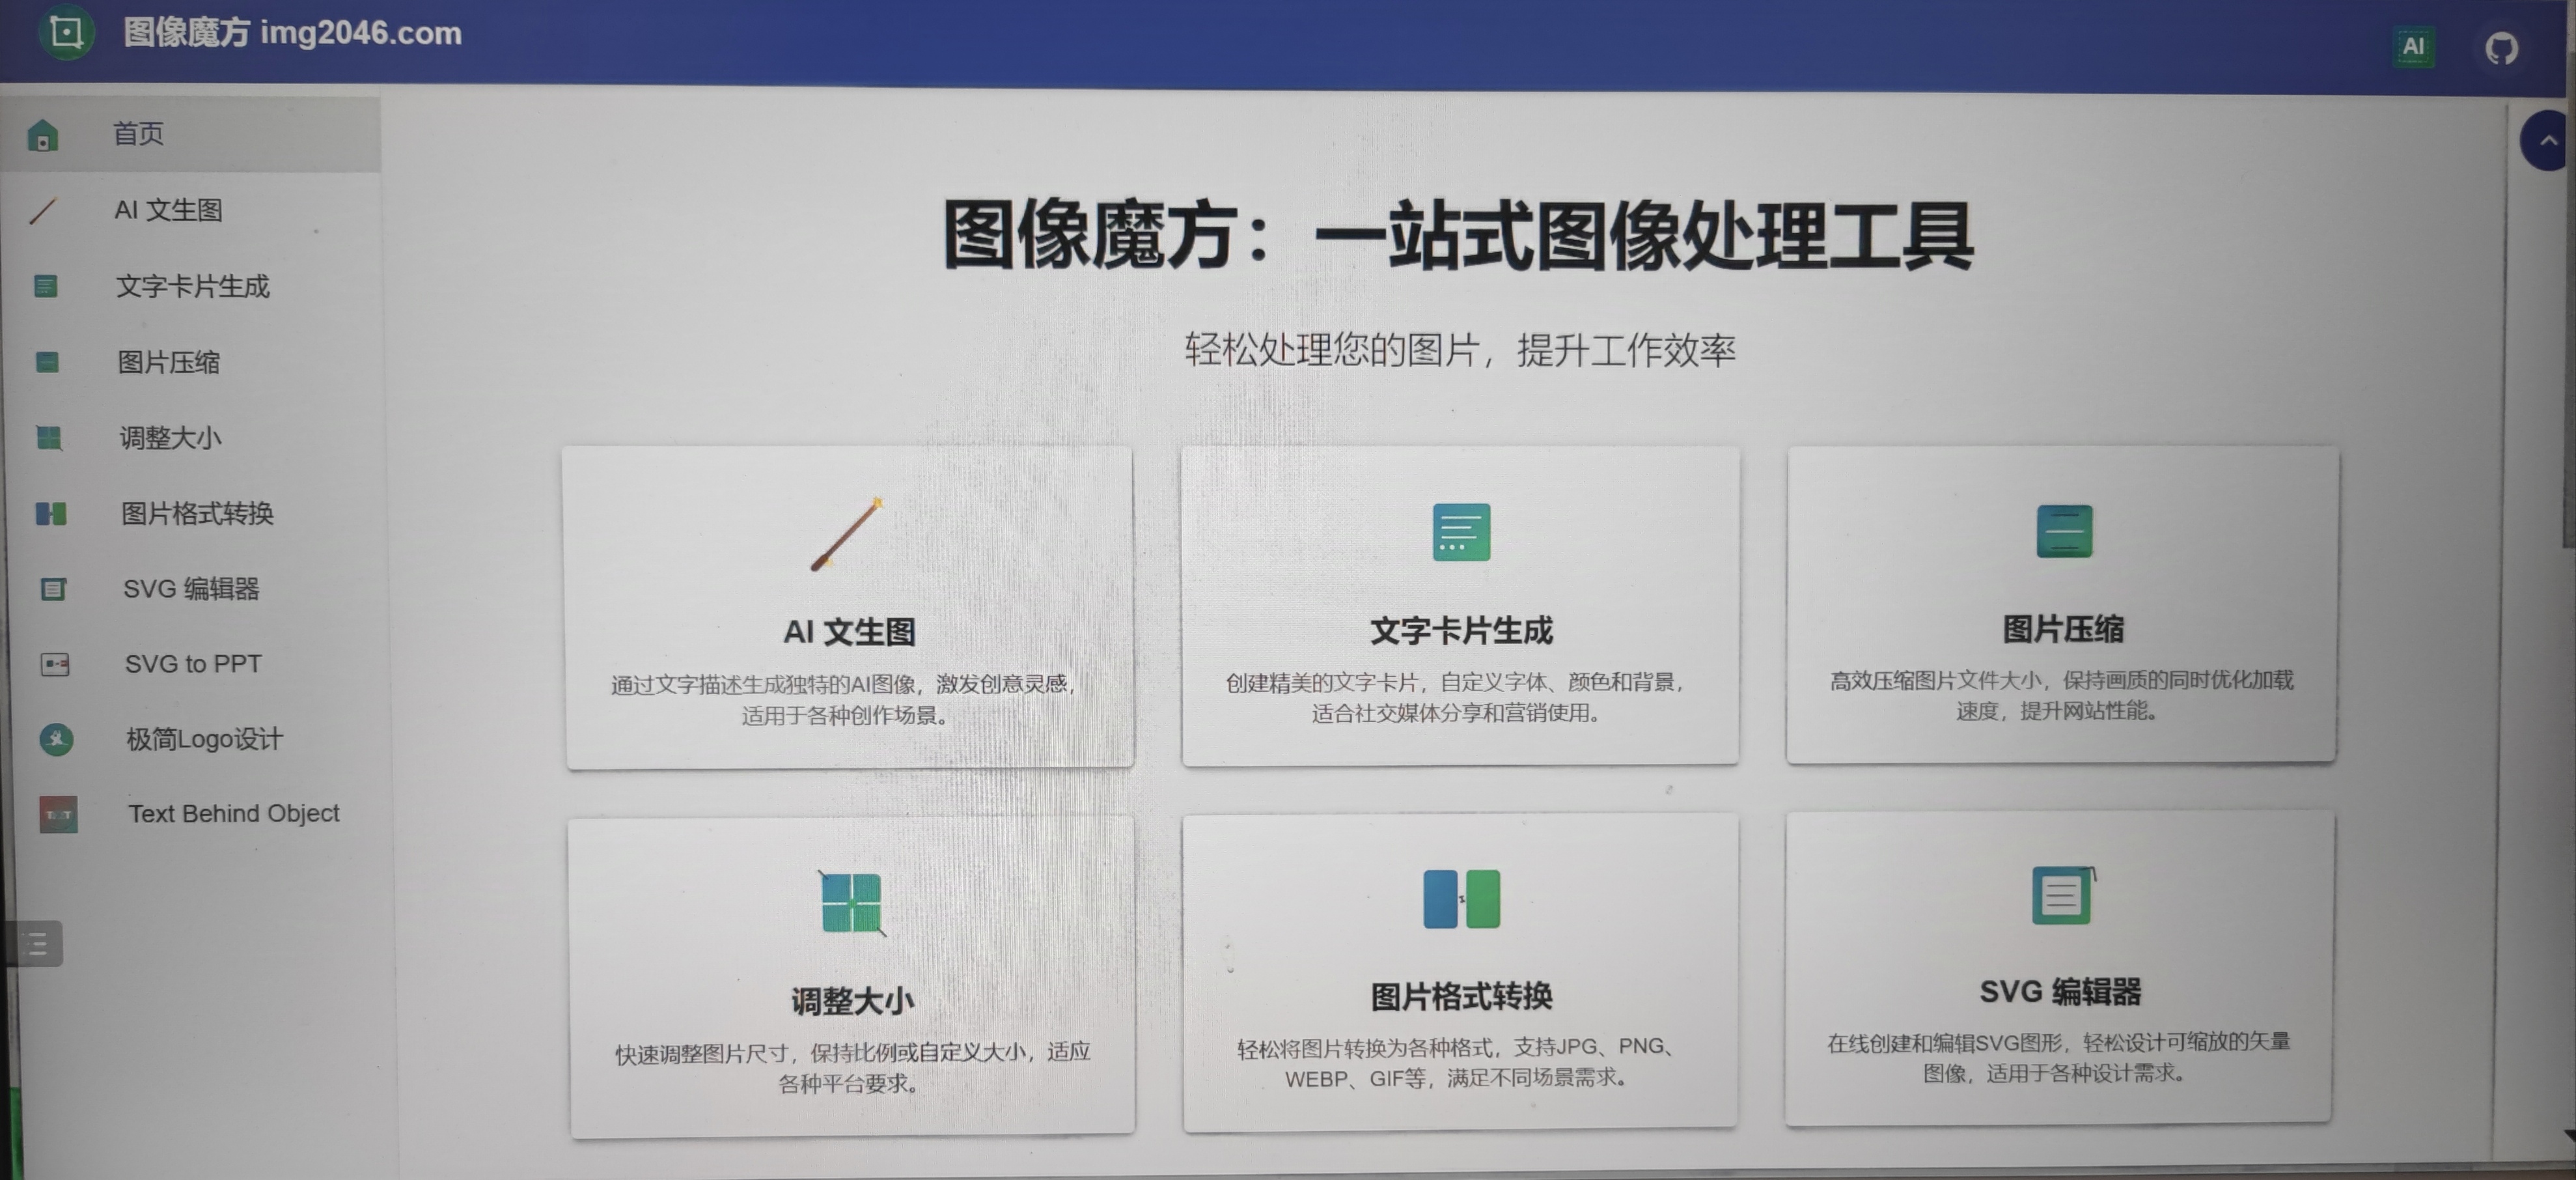 图像魔方 img2046.com
AI
首页
AI 文生图
文字卡片生成
图片压缩
调整大小
图片格式转换
SVG 编辑器
SVG to PPT
极简Logo设计
Text Behind Object
图像魔方：一站式图像处理工具
轻松处理您的图片，提升工作效率
AI 文生图
通过文字描述生成独特的AI图像，激发创意灵感，
适用于各种创作场景。
文字卡片生成
创建精美的文字卡片，自定义字体、颜色和背景，
适合社交媒体分享和营销使用。
图片压缩
高效压缩图片文件大小，保持画质的同时优化加载
速度，提升网站性能。
调整大小
快速调整图片尺寸，保持比例或自定义大小，适应
各种平台要求。
图片格式转换
轻松将图片转换为各种格式，支持JPG、PNG、
WEBP、GIF等，满足不同场景需求。
SVG 编辑器
在线创建和编辑SVG图形，轻松设计可缩放的矢量
图像，适用于各种设计需求。